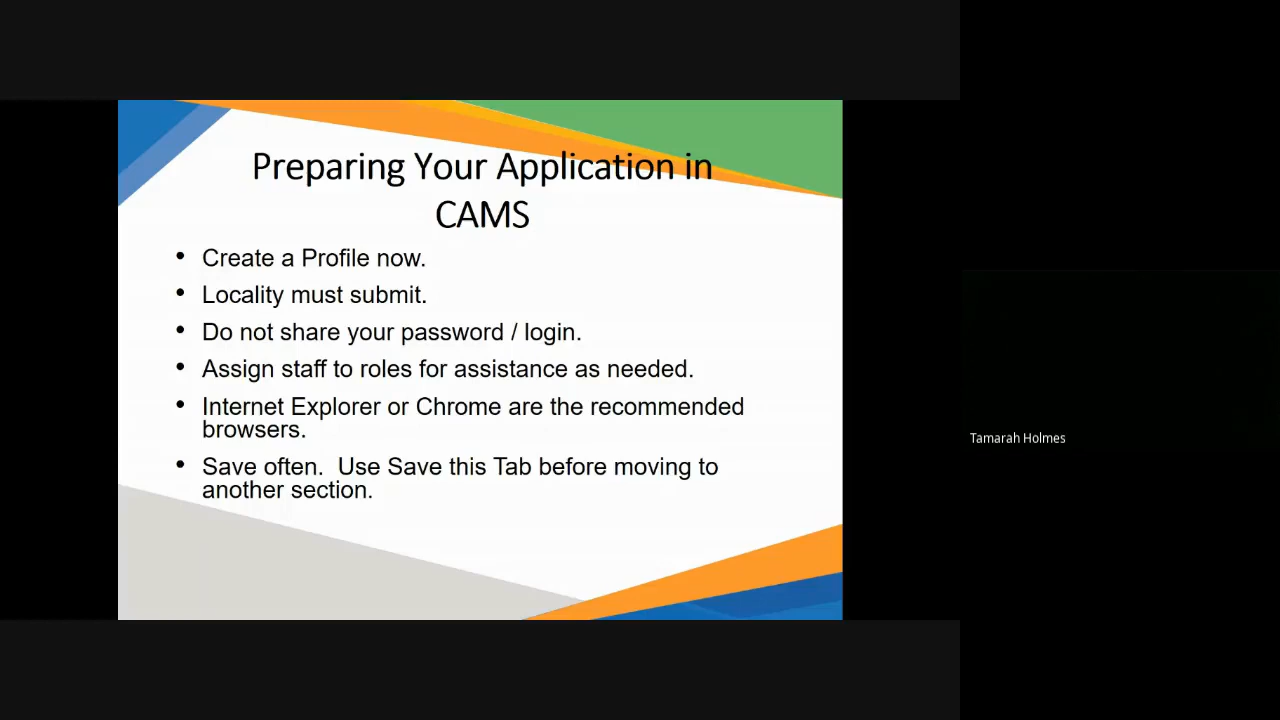 Preparing Your Application in
CAMS
• Create a Profile now.
• Locality must submit.
• Do not share your password / login.
• Assign staff to roles for assistance as needed.
• Internet Explorer or Chrome are the recommended
browsers.
• Save often.  Use Save this Tab before moving to
another section.
Tamarah Holmes